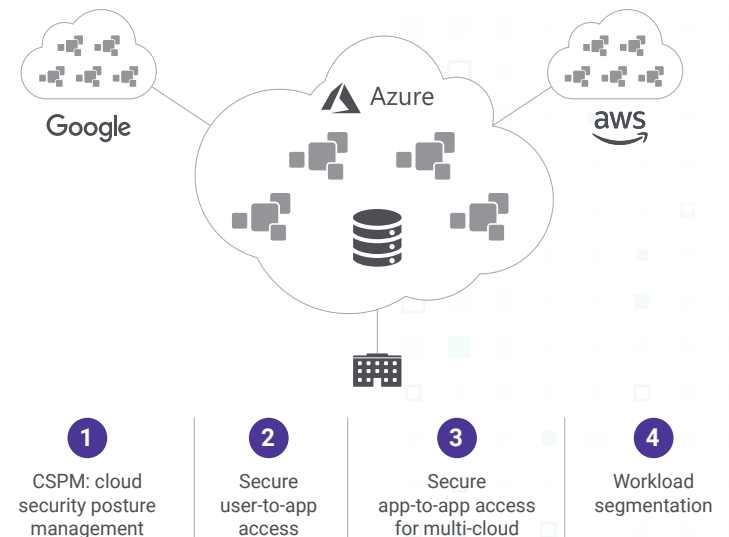 Azure
Google
aws
1
CSPM: cloud
security posture
management
2
Secure
user-to-app
access
3
Secure
app-to-app access
for multi-cloud
4
Workload
segmentation